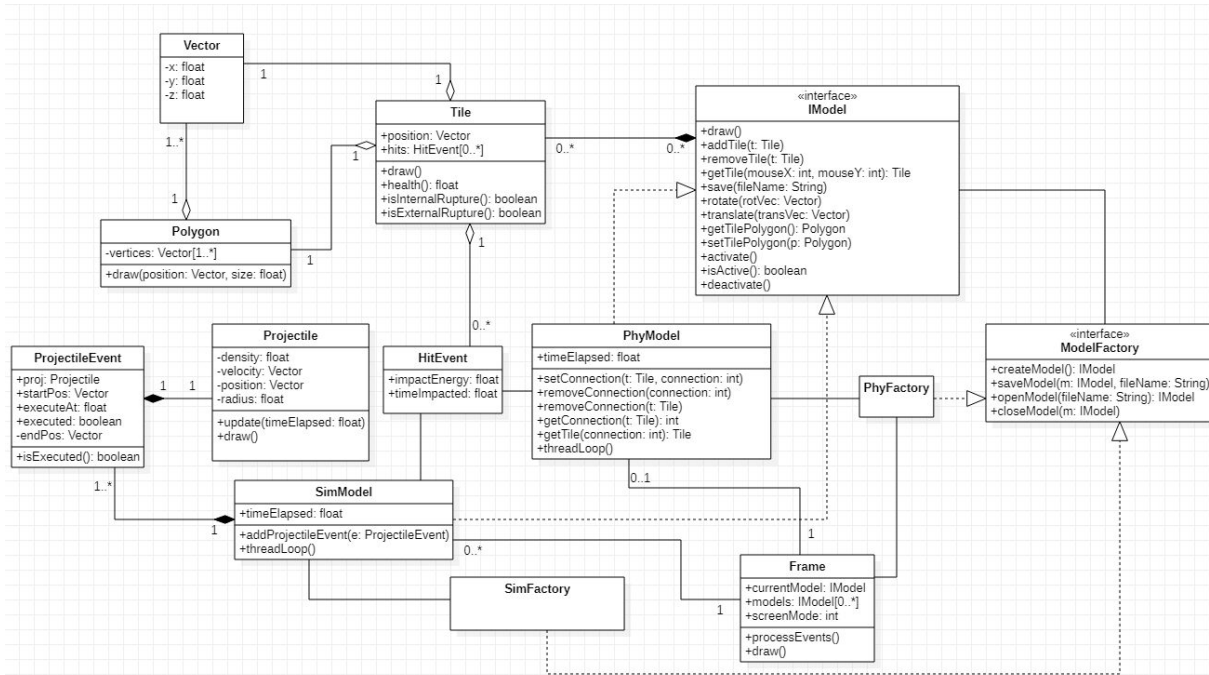 Vector
-x: float
-y: float
-z: float
1
1
Tile
+position: Vector
+hits: HitEvent[0..*]
+draw()
+health(): float
+isInternalRupture(): boolean
+isExternalRupture(): boolean
«interface»
IModel
+draw()
+addTile(t: Tile)
+removeTile(t: Tile)
+getTile(mouseX: int, mouseY: int): Tile
+save(fileName: String)
+rotate(rotVec: Vector)
+translate(transVec: Vector)
+getTilePolygon(): Polygon
+setTilePolygon(p: Polygon)
+activate()
+isActive(): boolean
+deactivate()
1..*
1
0..*
0..*
1
Polygon
-vertices: Vector[1..*]
+draw(position: Vector, size: float)
1
1
0..*
ProjectileEvent
+proj: Projectile
+startPos: Vector
+executeAt: float
+executed: boolean
-endPos: Vector
+isExecuted(): boolean
1
1
Projectile
-density: float
-velocity: Vector
-position: Vector
-radius: float
+update(timeElapsed: float)
+draw()
HitEvent
+impactEnergy: float
+timeImpacted: float
PhyModel
+timeElapsed: float
+setConnection(t: Tile, connection: int)
+removeConnection(connection: int)
+removeConnection(t: Tile)
+getConnection(t: Tile): int
+getTile(connection: int): Tile
+threadLoop()
PhyFactory
«interface»
ModelFactory
+createModel(): IModel
+saveModel(m: IModel, fileName: String)
+openModel(fileName: String): IModel
+closeModel(m: IModel)
1..*
1
SimModel
+timeElapsed: float
+addProjectileEvent(e: ProjectileEvent)
+threadLoop()
0..*
0..1
1
1
SimFactory
Frame
+currentModel: IModel
+models: IModel[0..*]
+screenMode: int
+processEvents()
+draw()